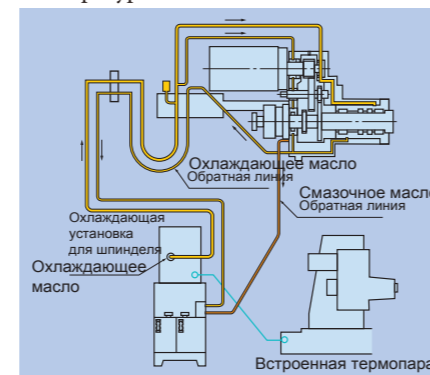 Охлаждающее масло
Обратная линия
Смазочное масло
Обратная линия
Охлаждающая
установка
для шпинделя
Охлаждающее
масло
Встроенная термопара